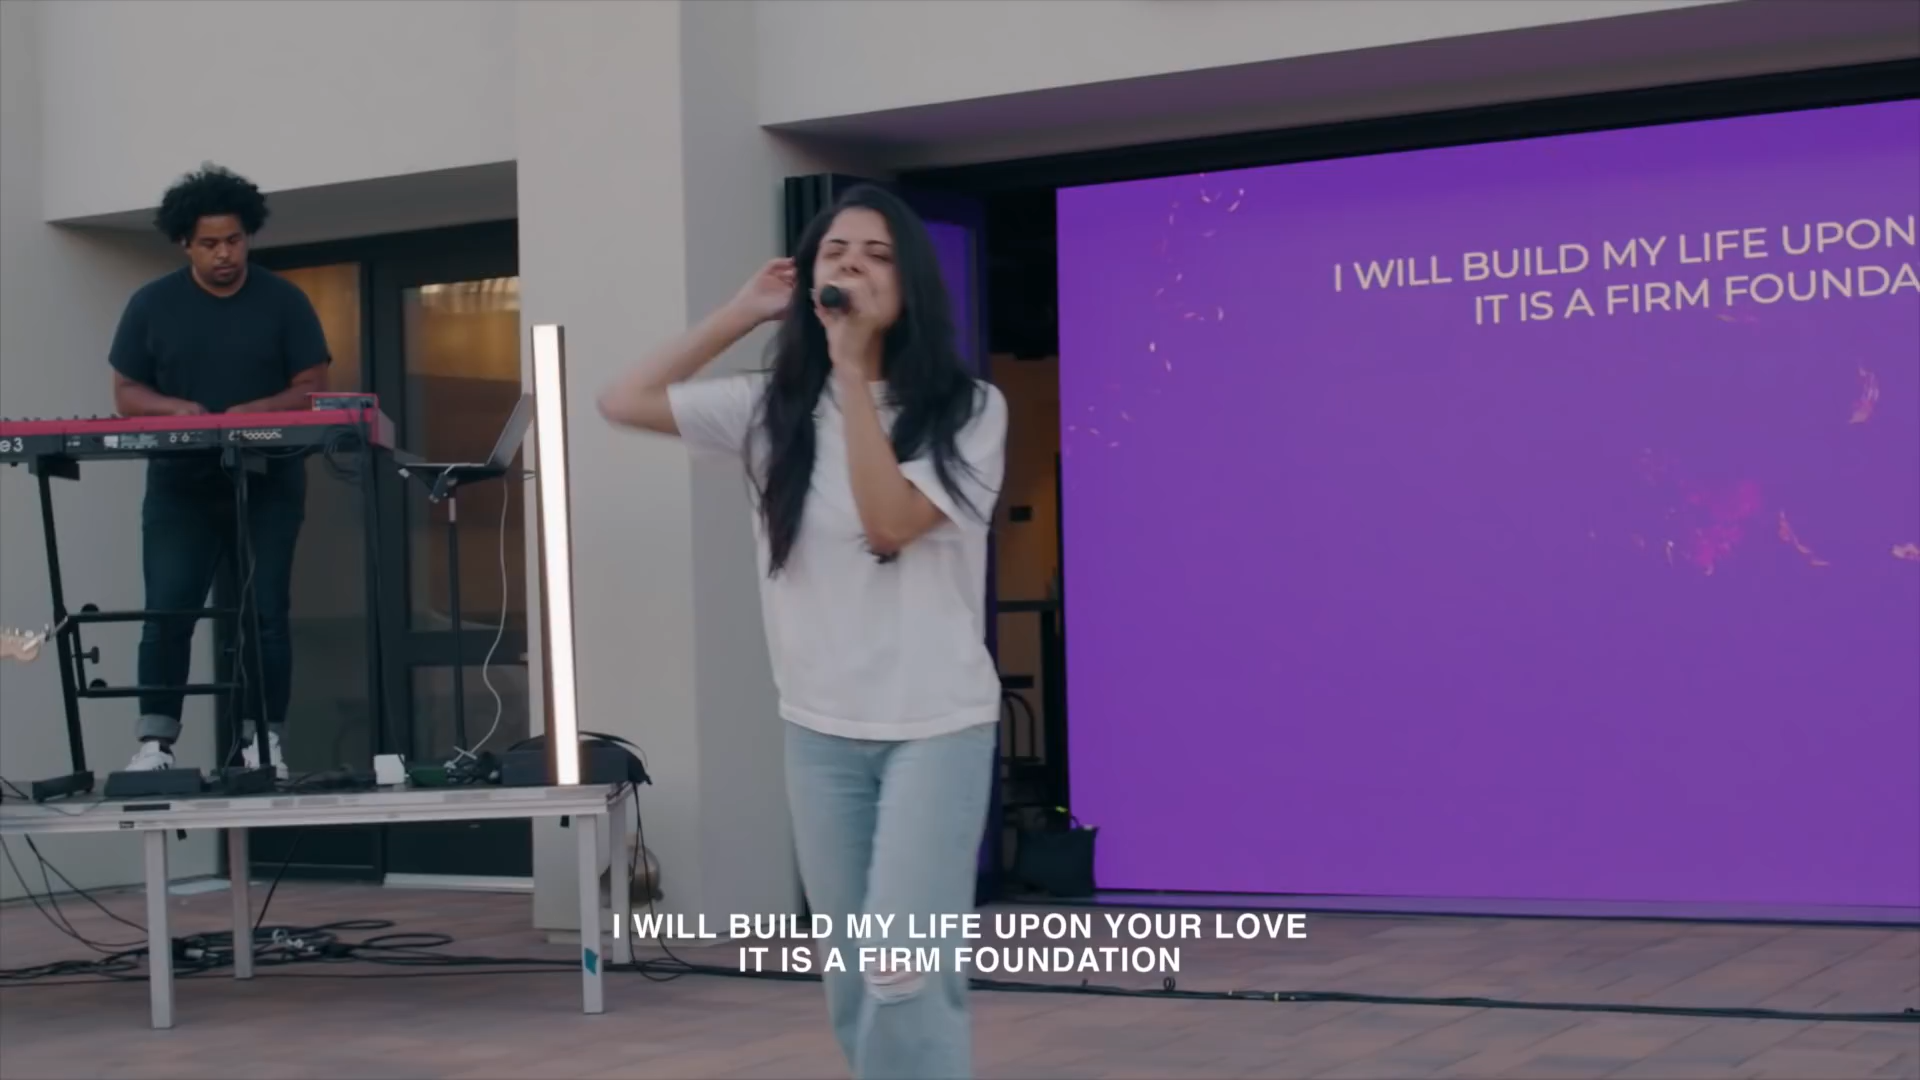 I WILL BUILD MY LIFE UPON
IT IS A FIRM FOUNDA
e3
I WILL BUILD MY LIFE UPON YOUR LOVE
IT IS A FIRM FOUNDATION